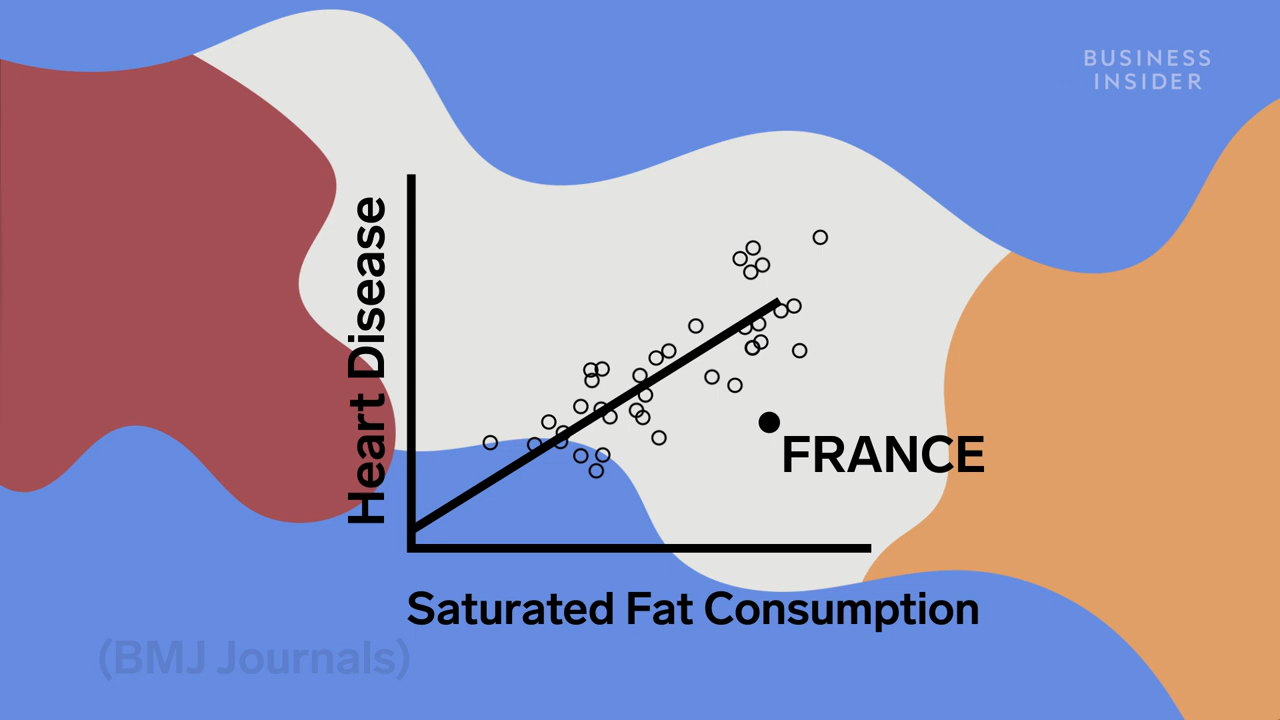 BUSINESS
INSIDER
Heart Disease
FRANCE
Saturated Fat Consumption
(BMJ Journals)